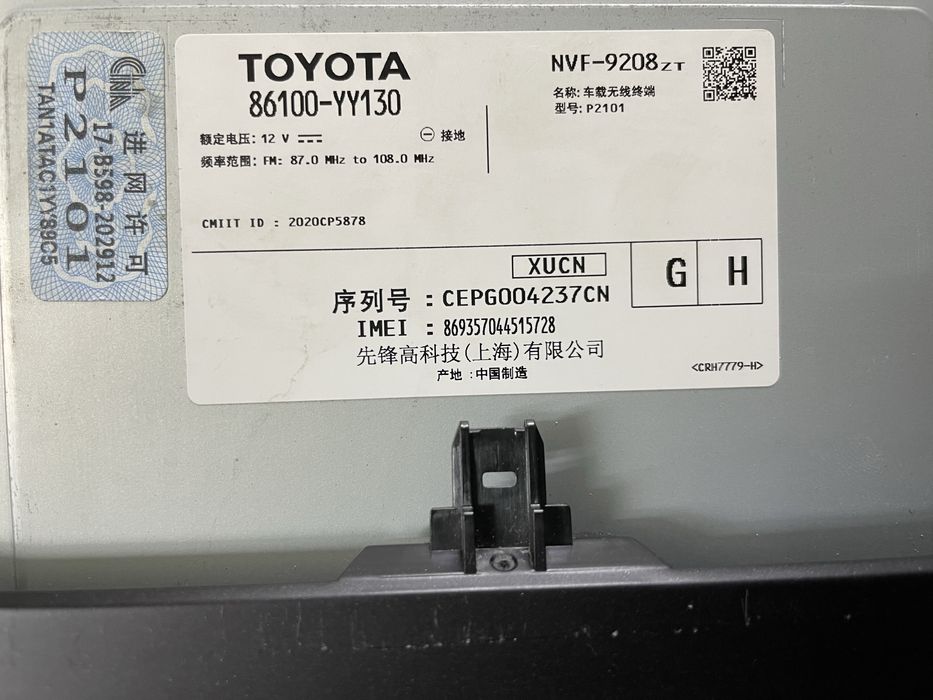 TOYOTA
86100-YY130
额定电压: 12 V
接地
频率范围: FM: 87.0 MHz to 108.0 MHz
CMIIT ID : 2020CP5878
NVF-9208ZT
名称: 车载无线终端
型号: P2101
XUCN
G H
序列号 : CEPG004237CN
IMEI : 869357044515728
先锋高科技(上海)有限公司
产地 :中国制造
<CRH7779-H>
进网许可
17-8598-202912
P2101
TAN1ATAC1YY89C5